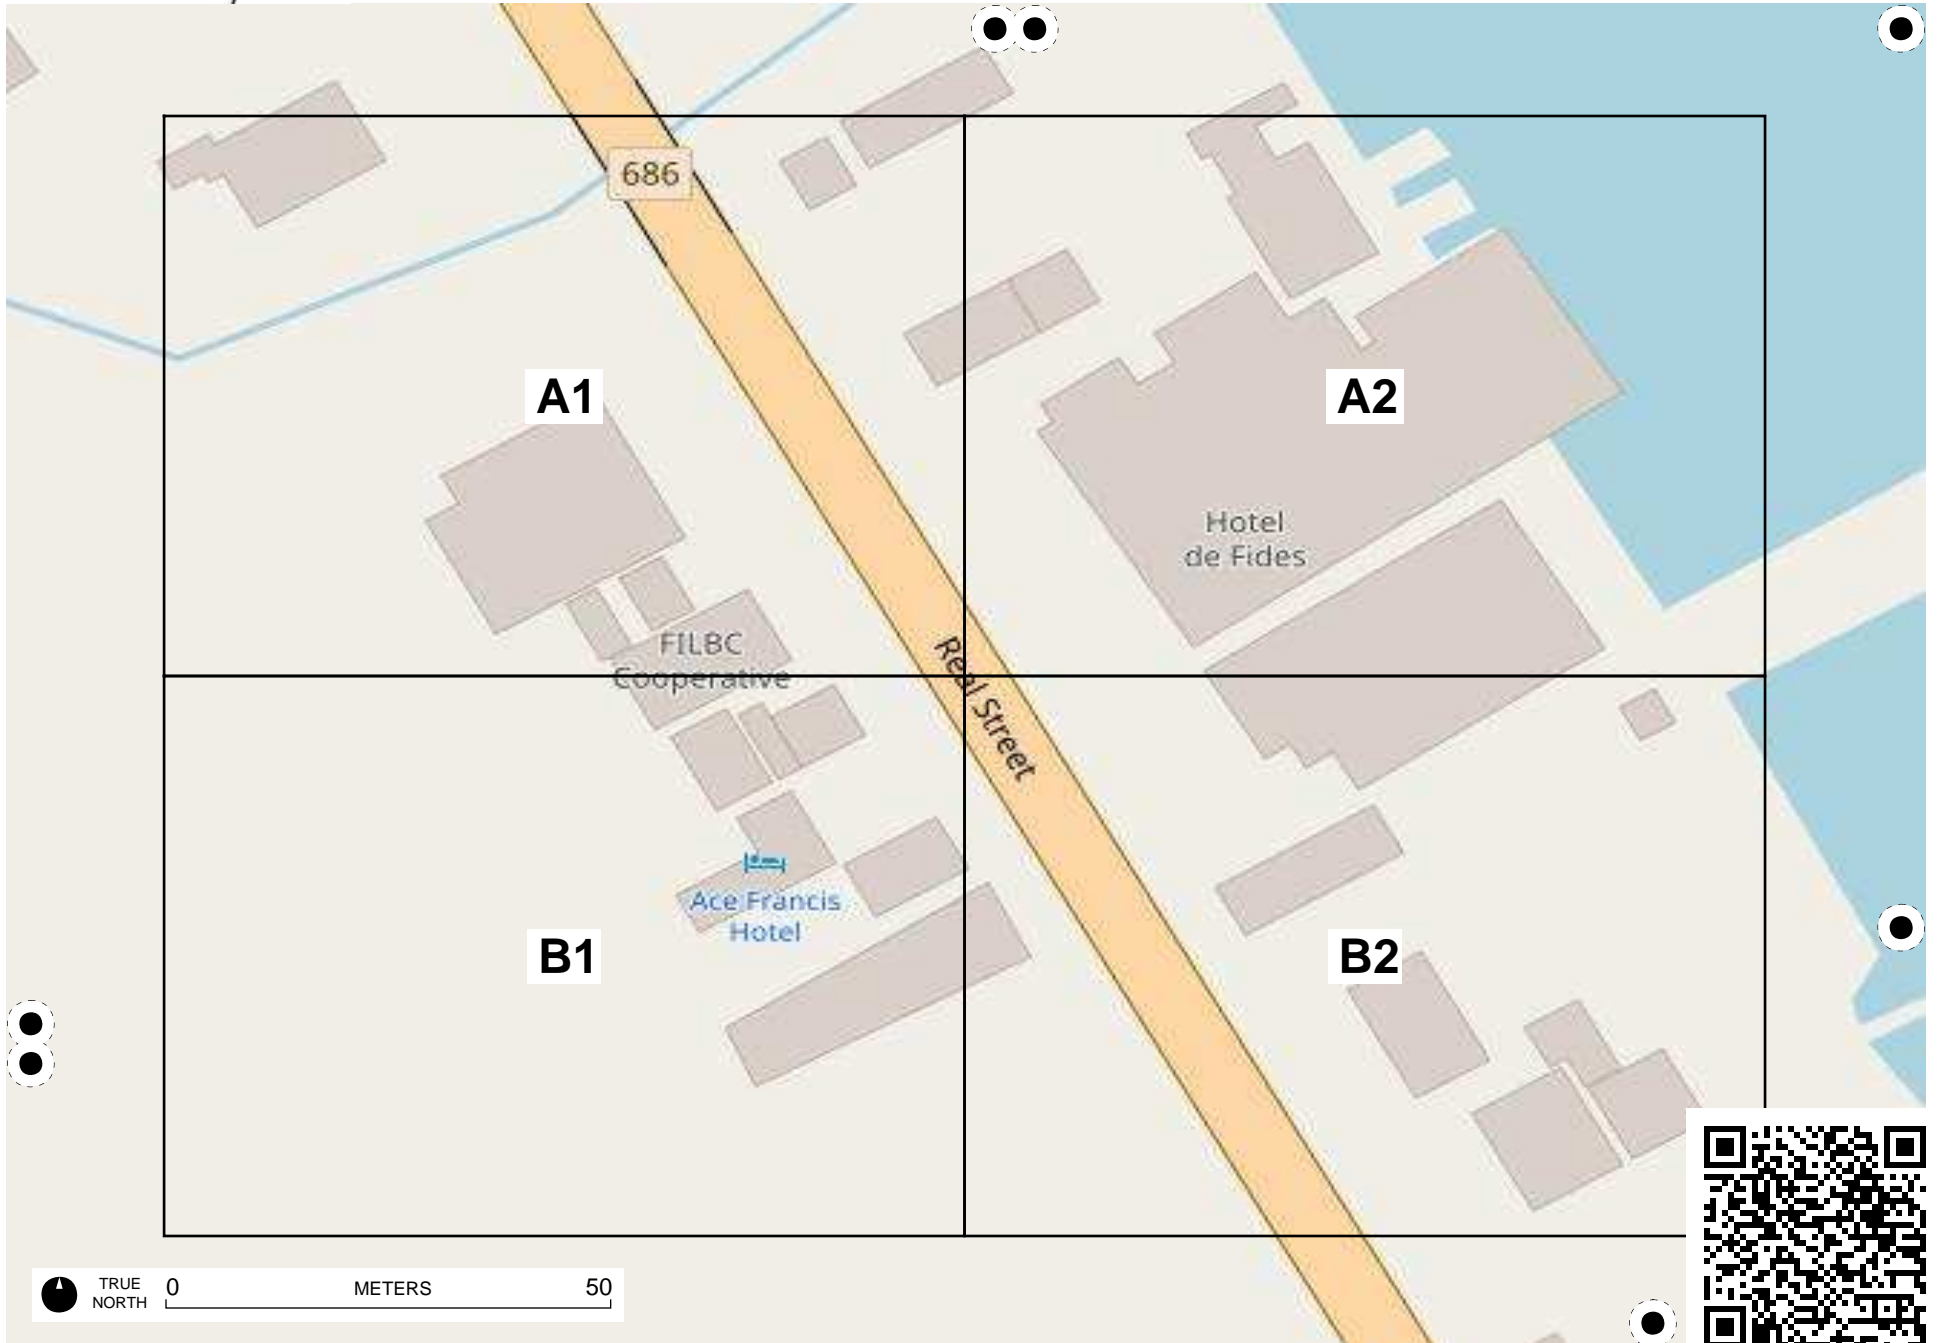 686
A1
A2
Hotel
de Fides
FILBC
Cooperative
Real Street
Ace Francis
Hotel
B1
B2
TRUE
NORTH
0 METERS 50